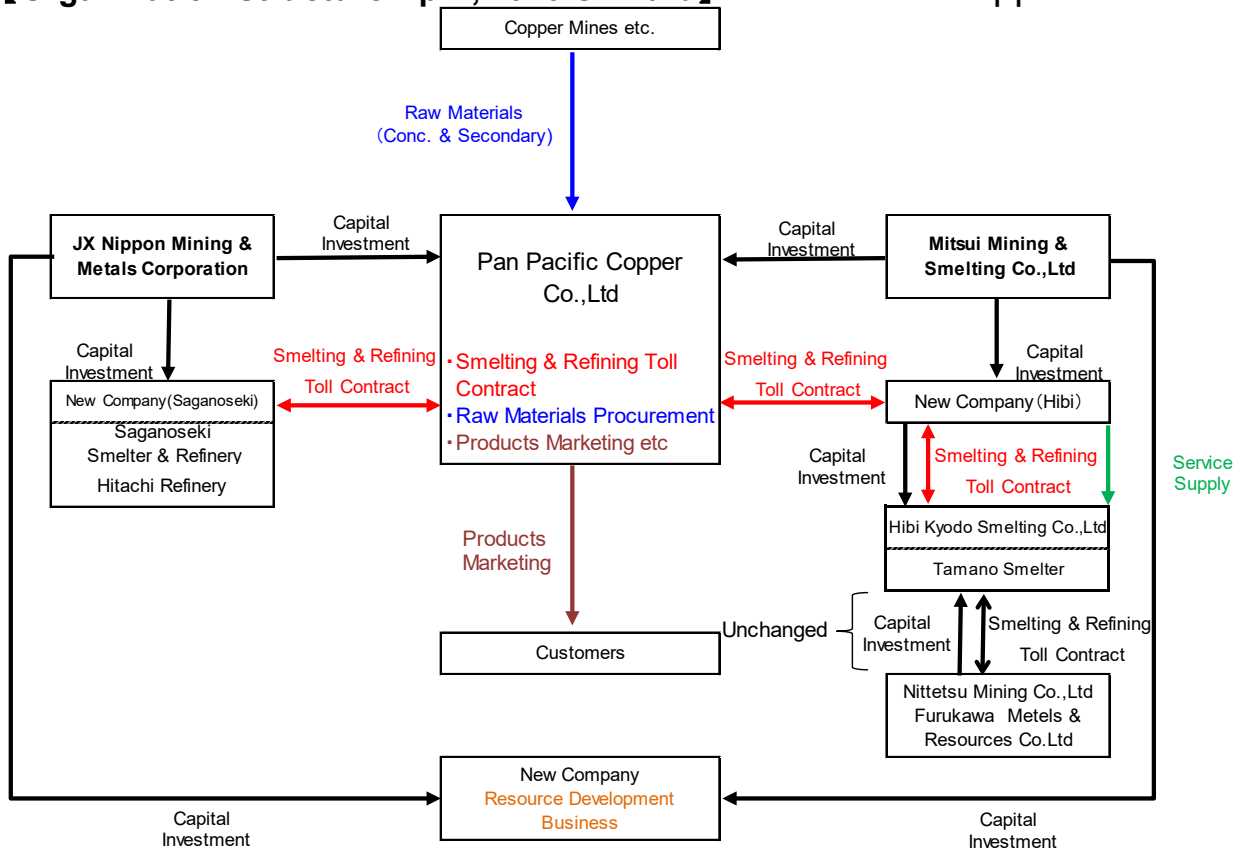 Copper Mines etc.
Raw Materials
(Conc. & Secondary)
JX Nippon Mining &
Metals Corporation
Capital
Investment
Pan Pacific Copper
Co.,Ltd
・Smelting & Refining Toll
Contract
・Raw Materials Procurement
・Products Marketing etc
Capital
Investment
Mitsui Mining &
Smelting Co.,Ltd
Capital
Investment
Smelting & Refining
Toll Contract
Smelting & Refining
Toll Contract
Capital
Investment
New Company(Saganoseki)
Saganoseki
Smelter & Refinery
Hitachi Refinery
New Company(Hibi)
Capital
Investment
Smelting & Refining
Toll Contract
Service
Supply
Hibi Kyodo Smelting Co.,Ltd
Tamano Smelter
Products
Marketing
Customers
Unchanged
Capital
Investment
Smelting & Refining
Toll Contract
Nittetsu Mining Co.,Ltd
Furukawa Metels &
Resources Co.Ltd
New Company
Resource Development
Business
Capital
Investment
Capital
Investment